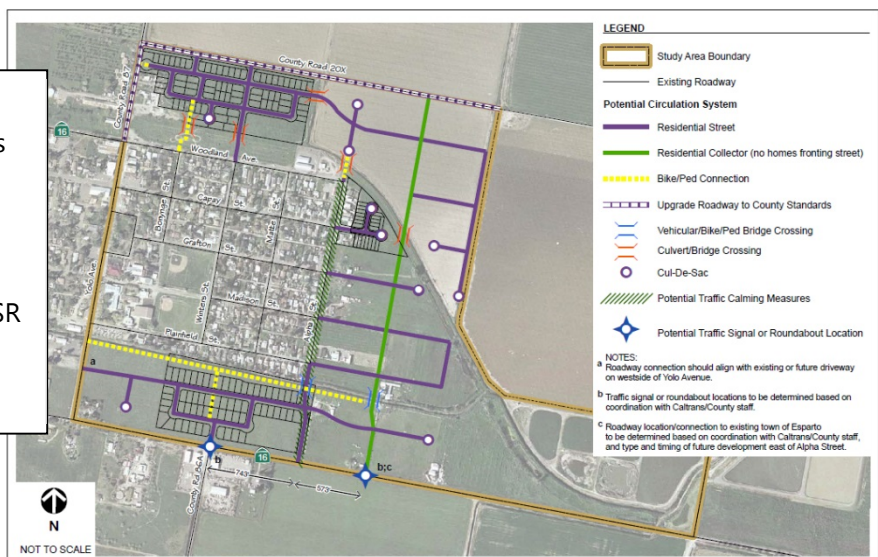 LEGEND
Study Area Boundary
Existing Roadway
Potential Circulation System
Residential Street
Residential Collector (no homes fronting street)
Bike/Ped Connection
Upgrade Roadway to County Standards
Vehicular/Bike/Ped Bridge Crossing
Culvert/Bridge Crossing
Cul-De-Sac
Potential Traffic Calming Measures
Potential Traffic Signal or Roundabout Location
NOTES:
a Roadway connection should align with existing or future driveway
on westside of Yolo Avenue.
b Traffic signal or roundabout locations to be determined based on
coordination with Caltrans/County staff.
c Roadway location/connection to existing town of Esparto
to be determined based on coordination with Caltrans/County staff,
and type and timing of future development east of Alpha Street.
County Road 20X
County Road 87
s
16
Woodland Ave.
Capay St.
Bonynge St.
Grafton St.
Madison St.
Winters St.
Alpha St.
Yolo Ave.
Plainfield St.
SR
a
b
16
b;c
743'
573'
N
NOT TO SCALE